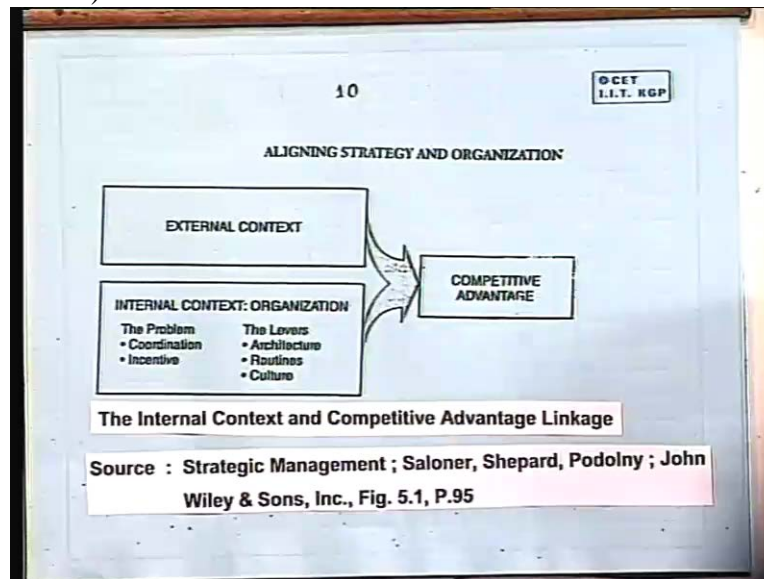 10
© CET
I.I.T. KGP
ALIGNING STRATEGY AND ORGANIZATION
EXTERNAL CONTEXT
COMPETITIVE
ADVANTAGE
INTERNAL CONTEXT: ORGANIZATION
The Problem The Levers
• Coordination • Architecture
• Incentive • Routines
• Culture
The Internal Context and Competitive Advantage Linkage
Source : Strategic Management ; Saloner, Shepard, Podolny ; John
Wiley & Sons, Inc., Fig. 5.1, P.95